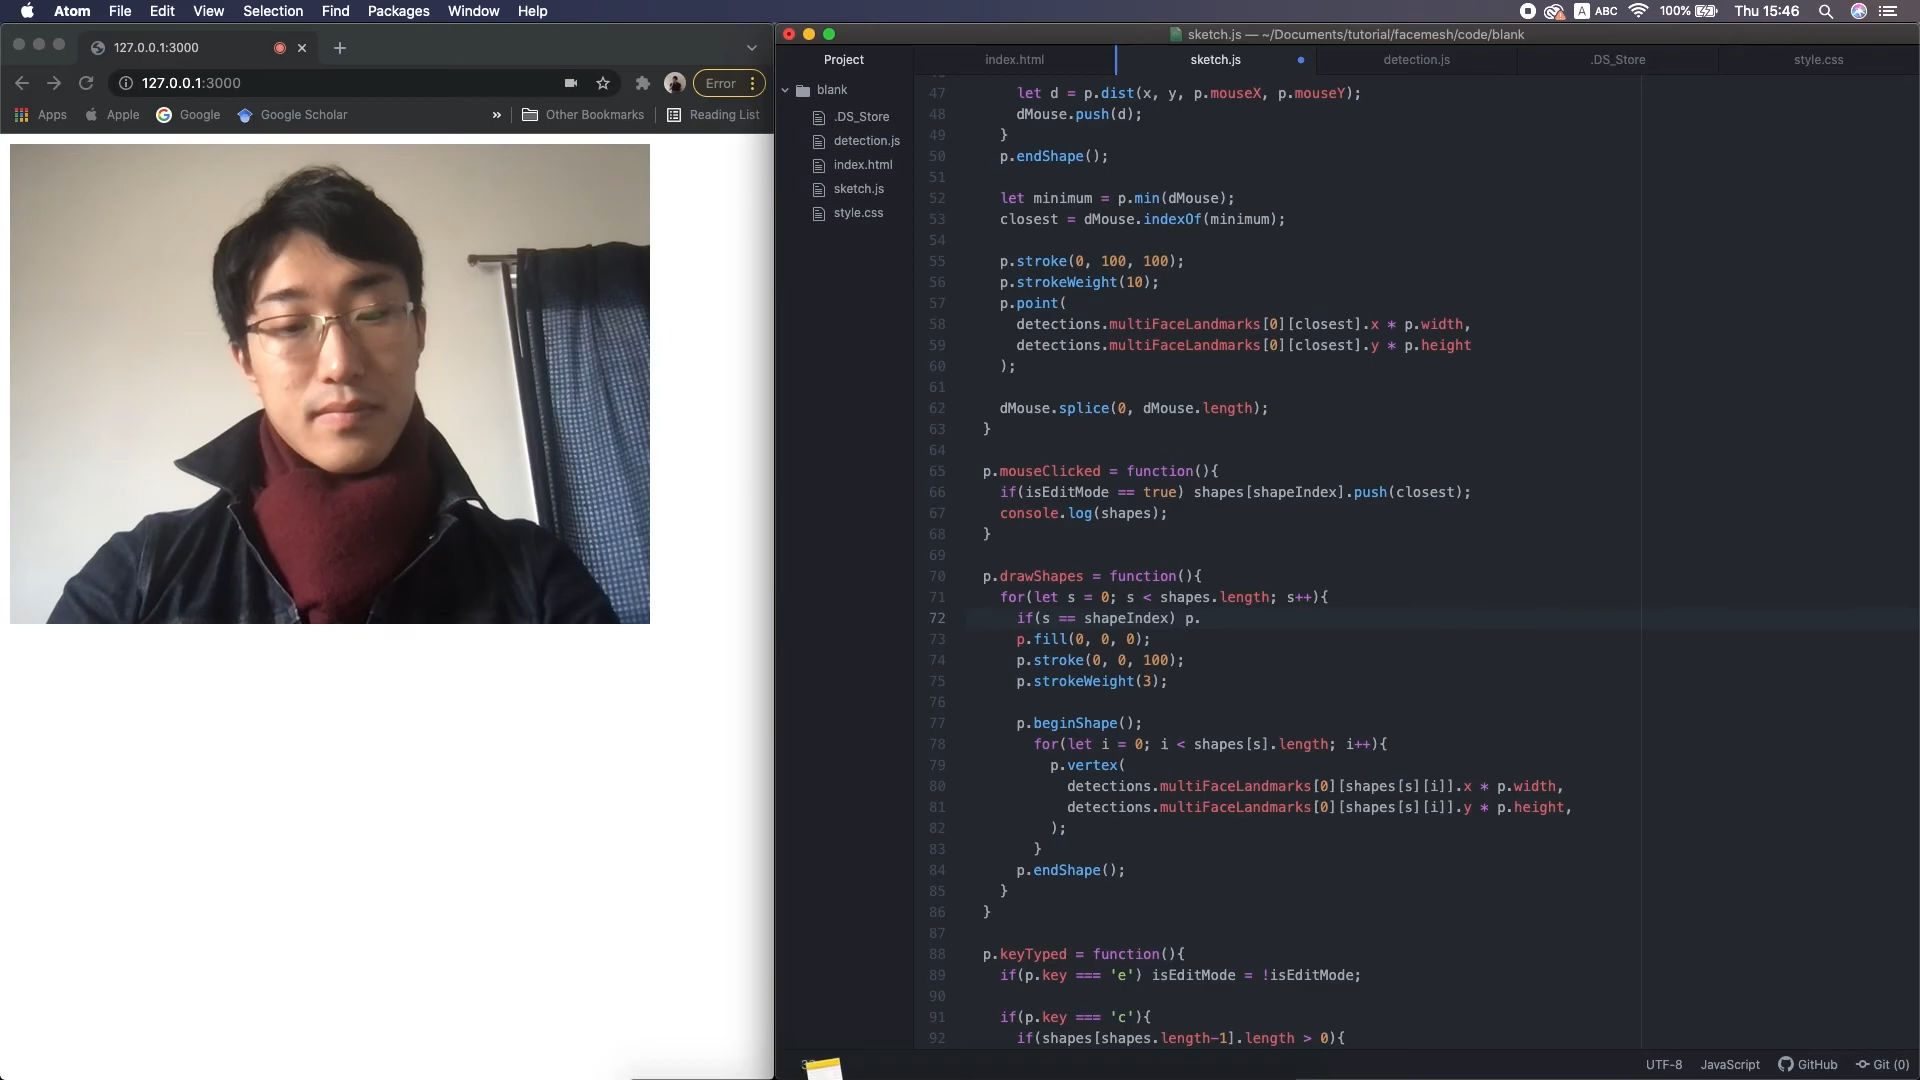 Atom File Edit View Selection Find Packages Window Help
A ABC 100% Thu 15:46
127.0.0.1:3000
127.0.0.1:3000 Error
Apps Apple Google Google Scholar » Other Bookmarks Reading List
sketch.js — ~/Documents/tutorial/facemesh/code/blank
Project
blank
.DS_Store
detection.js
index.html
sketch.js
style.css
index.html sketch.js detection.js .DS_Store style.css
47 let d = p.dist(x, y, p.mouseX, p.mouseY);
48 dMouse.push(d);
49 }
50 p.endShape();
51
52 let minimum = p.min(dMouse);
53 closest = dMouse.indexOf(minimum);
54
55 p.stroke(0, 100, 100);
56 p.strokeWeight(10);
57 p.point(
58 detections.multiFaceLandmarks[0][closest].x * p.width,
59 detections.multiFaceLandmarks[0][closest].y * p.height
60 );
61
62 dMouse.splice(0, dMouse.length);
63 }
64
65 p.mouseClicked = function(){
66 if(isEditMode == true) shapes[shapeIndex].push(closest);
67 console.log(shapes);
68 }
69
70 p.drawShapes = function(){
71 for(let s = 0; s < shapes.length; s++){
72 if(s == shapeIndex) p.
73 p.fill(0, 0, 0);
74 p.stroke(0, 0, 100);
75 p.strokeWeight(3);
76
77 p.beginShape();
78 for(let i = 0; i < shapes[s].length; i++){
79 p.vertex(
80 detections.multiFaceLandmarks[0][shapes[s][i]].x * p.width,
81 detections.multiFaceLandmarks[0][shapes[s][i]].y * p.height,
82 );
83 }
84 p.endShape();
85 }
86 }
87
88 p.keyTyped = function(){
89 if(p.key === 'e') isEditMode = !isEditMode;
90
91 if(p.key === 'c'){
92 if(shapes[shapes.length-1].length > 0){
UTF-8 JavaScript GitHub Git (0)